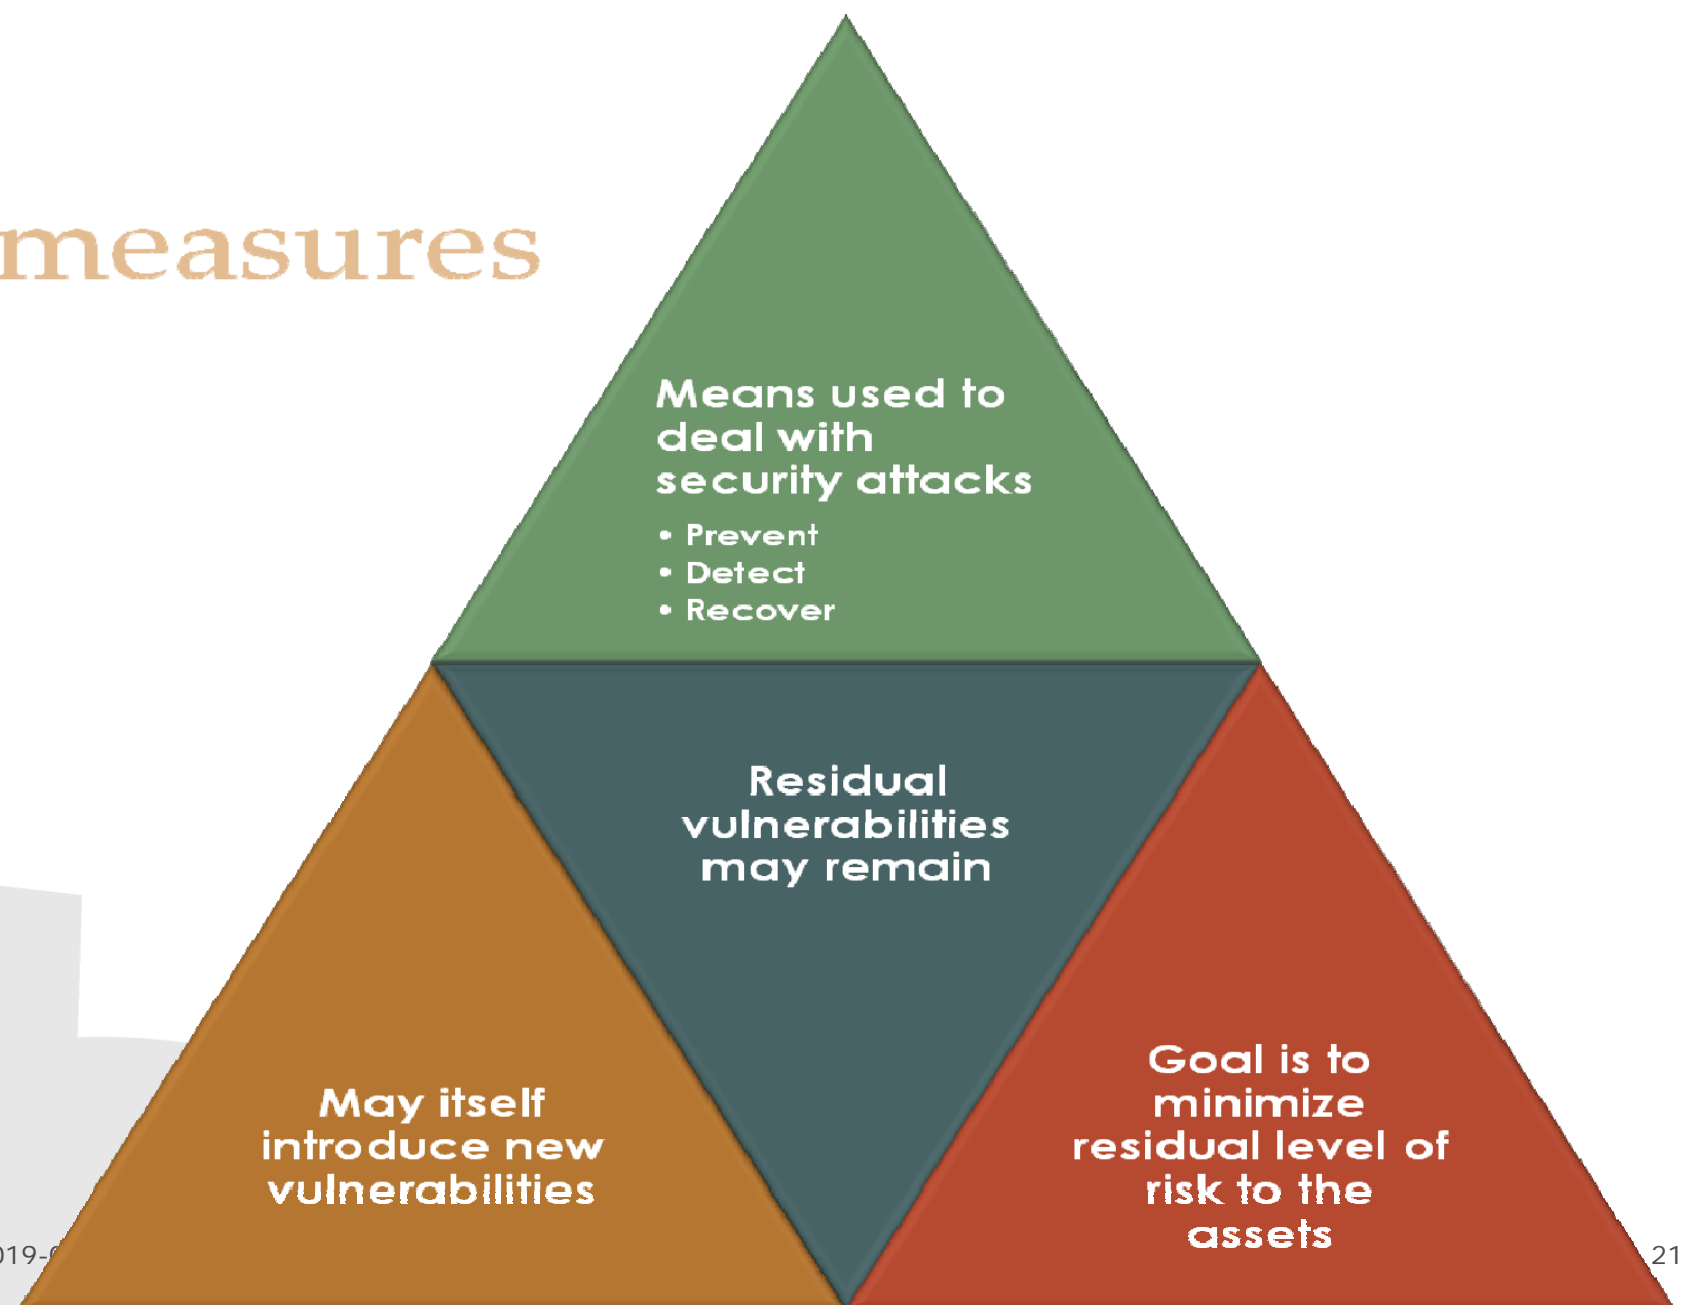 measures
Means used to
deal with
security attacks
• Prevent
• Detect
• Recover
Residual
vulnerabilities
may remain
May itself
introduce new
vulnerabilities
Goal is to
minimize
residual level of
risk to the
assets
21